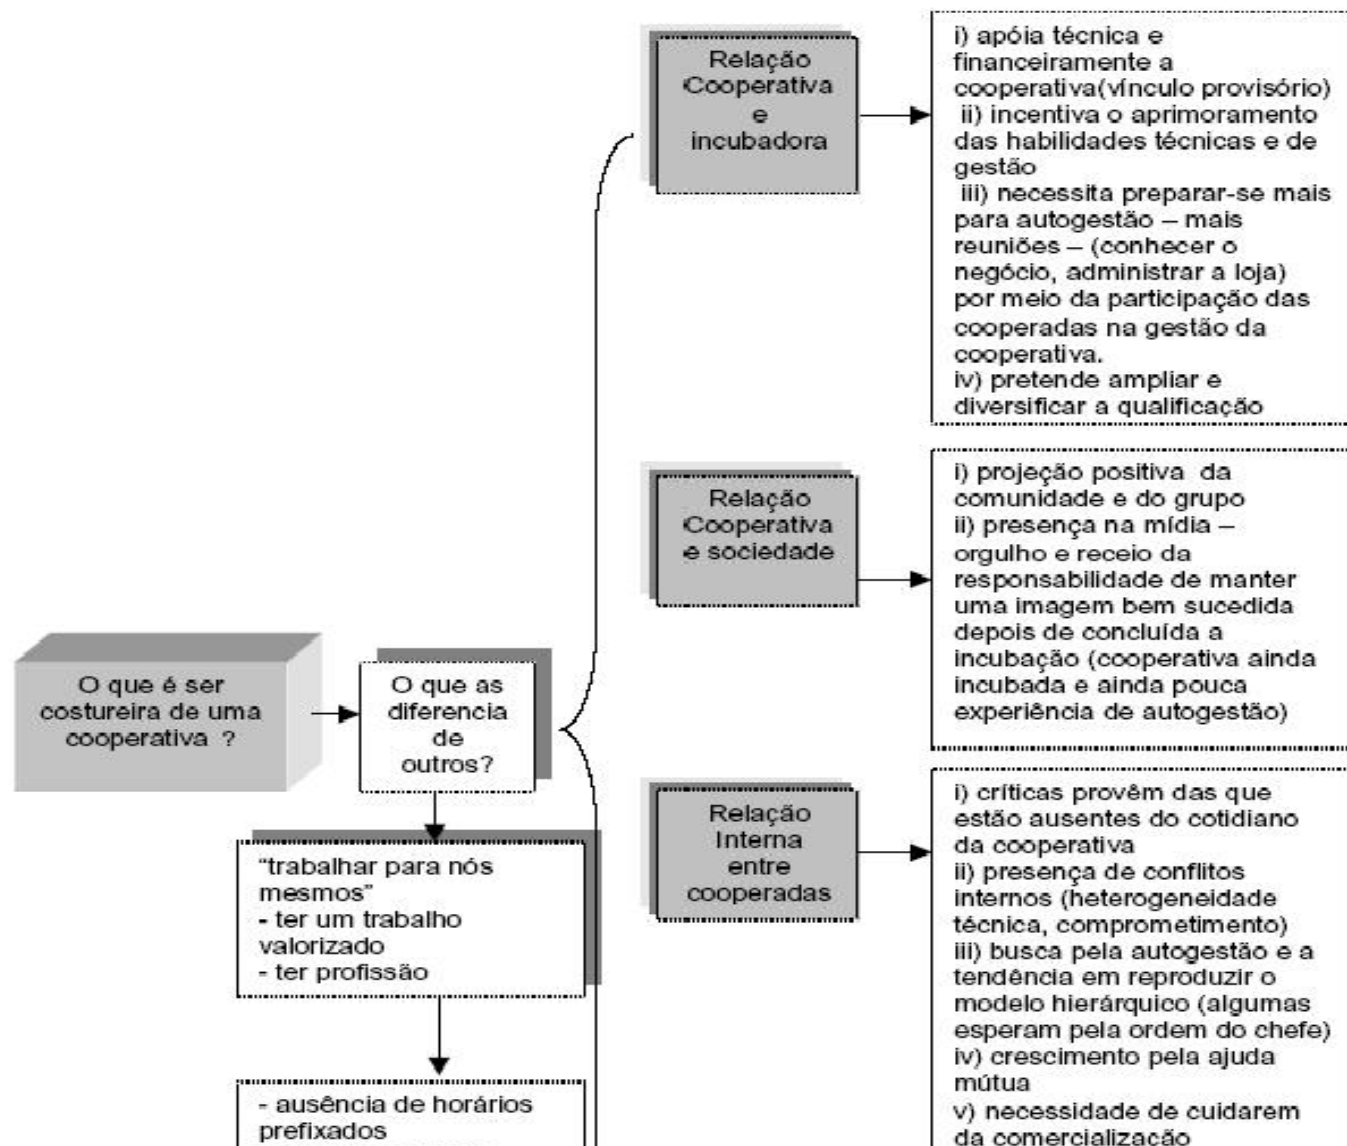 Relação
Cooperativa
e
incubadora
i) apóia técnica e
financeiramente a
cooperativa(vínculo provisório)
ii) incentiva o aprimoramento
das habilidades técnicas e de
gestão
iii) necessita preparar-se mais
para autogestão – mais
reuniões – (conhecer o
negócio, administrar a loja)
por meio da participação das
cooperadas na gestão da
cooperativa.
iv) pretende ampliar e
diversificar a qualificação
Relação
Cooperativa
e sociedade
i) projeção positiva da
comunidade e do grupo
ii) presença na mídia –
orgulho e receio da
responsabilidade de manter
uma imagem bem sucedida
depois de concluída a
incubação (cooperativa ainda
incubada e ainda pouca
experiência de autogestão)
O que é ser
costureira de uma
cooperativa ?
O que as
diferencia
de
outros?
Relação
Interna
entre
cooperadas
i) críticas provêm das que
estão ausentes do cotidiano
da cooperativa
ii) presença de conflitos
internos (heterogeneidade
técnica, comprometimento)
iii) busca pela autogestão e a
tendência em reproduzir o
modelo hierárquico (algumas
esperam pela ordem do chefe)
iv) crescimento pela ajuda
mútua
v) necessidade de cuidarem
da comercialização
“trabalhar para nós
mesmos”
- ter um trabalho
valorizado
- ter profissão
- ausência de horários
prefixados